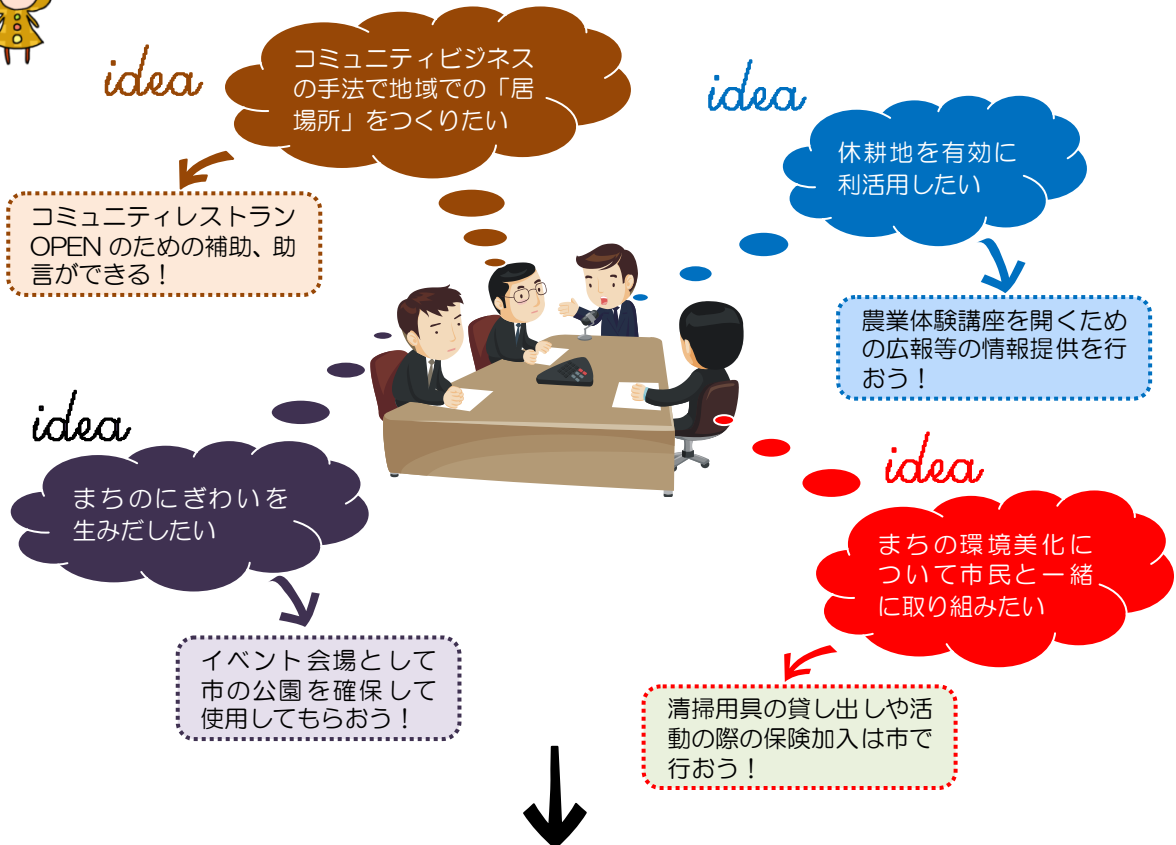 idea
コミュニティビジネス
の手法で地域での「居
場所」をつくりたい
コミュニティレストラン
OPEN のための補助、助
言ができる！
idea
休耕地を有効に
利活用したい
農業体験講座を開くため
の広報等の情報提供を行
おう！
idea
まちのにぎわいを
生みだしたい
イベント会場として
市の公園を確保して
使用してもらおう！
idea
まちの環境美化に
ついて市民と一緒
に取り組みたい
清掃用具の貸し出しや活
動の際の保険加入は市で
行おう！